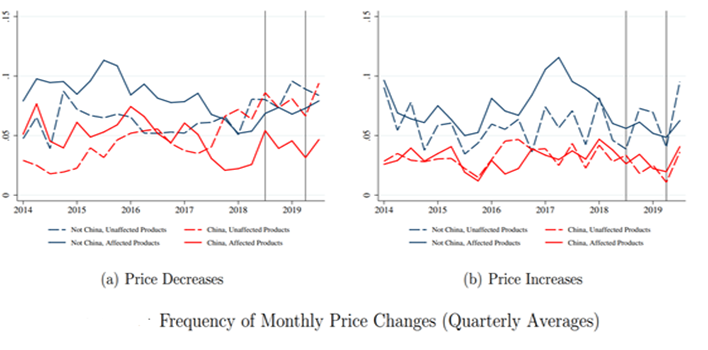 .15
.1
.05
0
2014 2015 2016 2017 2018 2019
Not China, Unaffected Products China, Unaffected Products
Not China, Affected Products China, Affected Products
(a) Price Decreases
.15
.1
.05
0
2014 2015 2016 2017 2018 2019
Not China, Unaffected Products China, Unaffected Products
Not China, Affected Products China, Affected Products
(b) Price Increases
Frequency of Monthly Price Changes (Quarterly Averages)